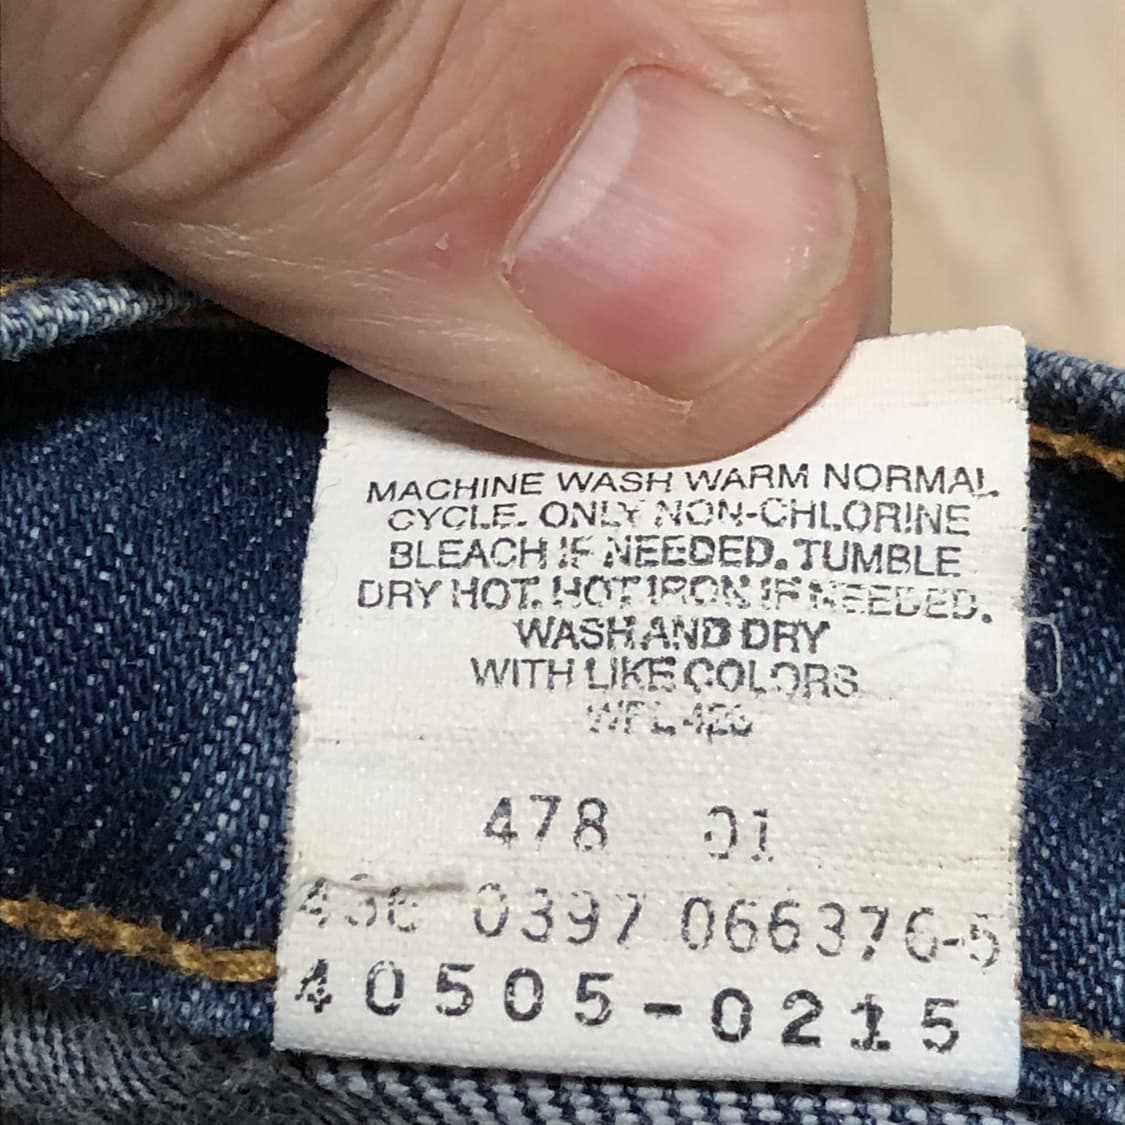 MACHINE WASH WARM NORMAL
CYCLE. ONLY NON-CHLORINE
BLEACH IF NEEDED. TUMBLE
DRY HOT. HOT IRON IF NEEDED.
WASH AND DRY
WITH LIKE COLORS
478 01
0397 066376-5
40505-0215